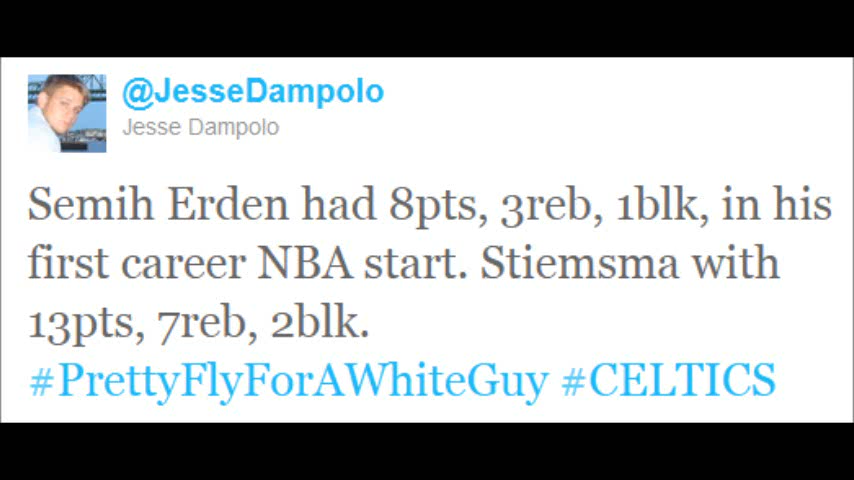 @JesseDampolo
Jesse Dampolo
Semih Erden had 8pts, 3reb, 1blk, in his
first career NBA start. Stiemsma with
13pts, 7reb, 2blk.
#PrettyFlyForAWhiteGuy #CELTICS